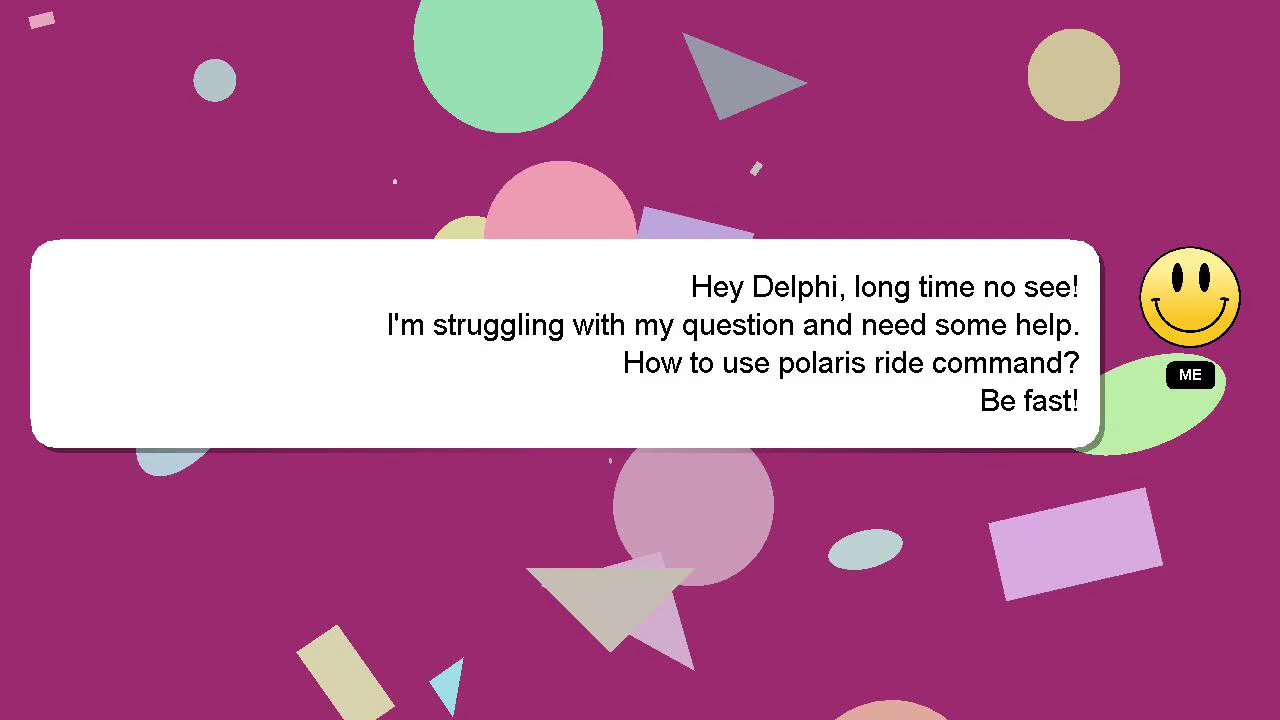 Hey Delphi, long time no see!
I'm struggling with my question and need some help.
How to use polaris ride command?
Be fast!
ME